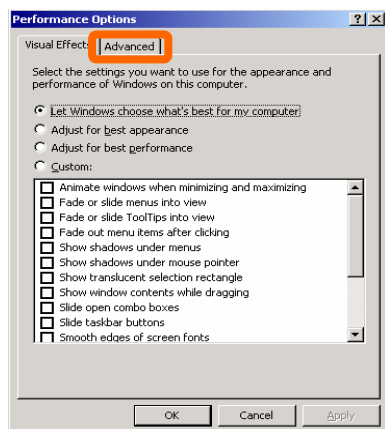 Performance Options
Visual Effects
Advanced
Select the settings you want to use for the appearance and
performance of Windows on this computer.
Let Windows choose what's best for my computer
Adjust for best appearance
Adjust for best performance
Custom:
Animate windows when minimizing and maximizing
Fade or slide menus into view
Fade or slide ToolTips into view
Fade out menu items after clicking
Show shadows under menus
Show shadows under mouse pointer
Show translucent selection rectangle
Show window contents while dragging
Slide open combo boxes
Slide taskbar buttons
Smooth edges of screen fonts
OK Cancel Apply